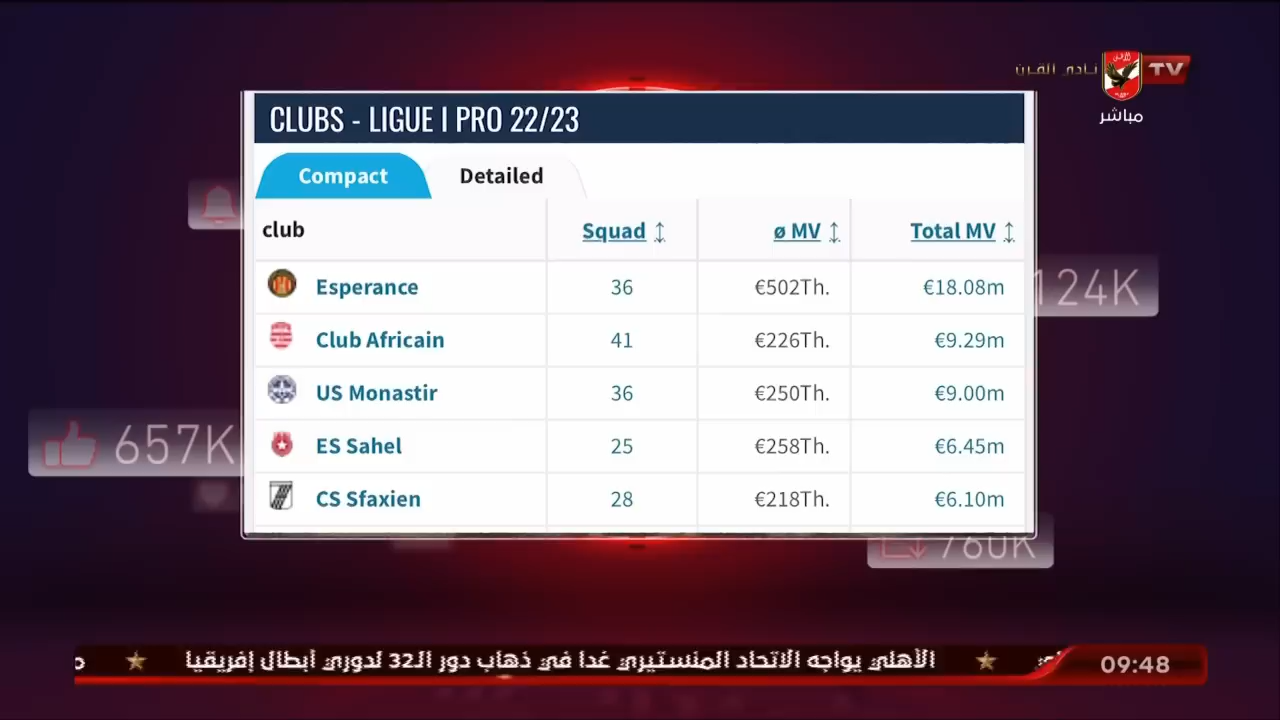 نادي القرن
TV
مباشر
CLUBS - LIGUE I PRO 22/23
Compact
Detailed
club
Squad
ø MV
Total MV
Esperance
36
€502Th.
€18.08m
Club Africain
41
€226Th.
€9.29m
US Monastir
36
€250Th.
€9.00m
ES Sahel
25
€258Th.
€6.45m
CS Sfaxien
28
€218Th.
€6.10m
124K
657K
760K
الأهلي يواجه الاتحاد المنستيري غدا في ذهاب دور الـ32 لدوري أبطال إفريقيا
09:48